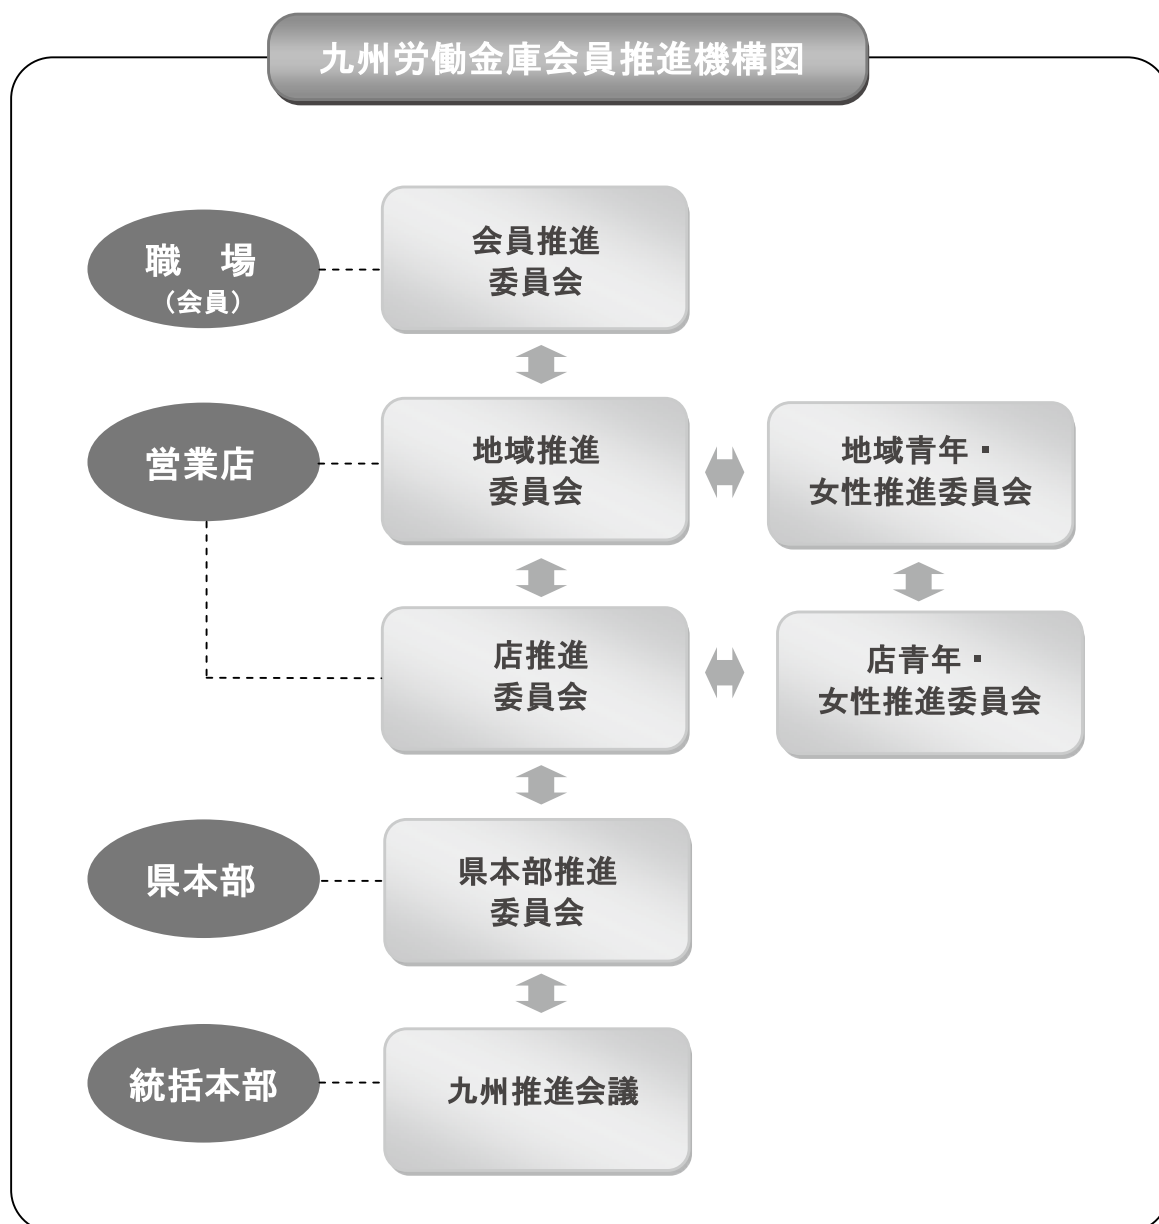 九州労働金庫会員推進機構図
職　場
（会員）
会員推進
委員会
営業店
地域推進
委員会
地域青年・
女性推進委員会
店推進
委員会
店青年・
女性推進委員会
県本部
県本部推進
委員会
統括本部
九州推進会議